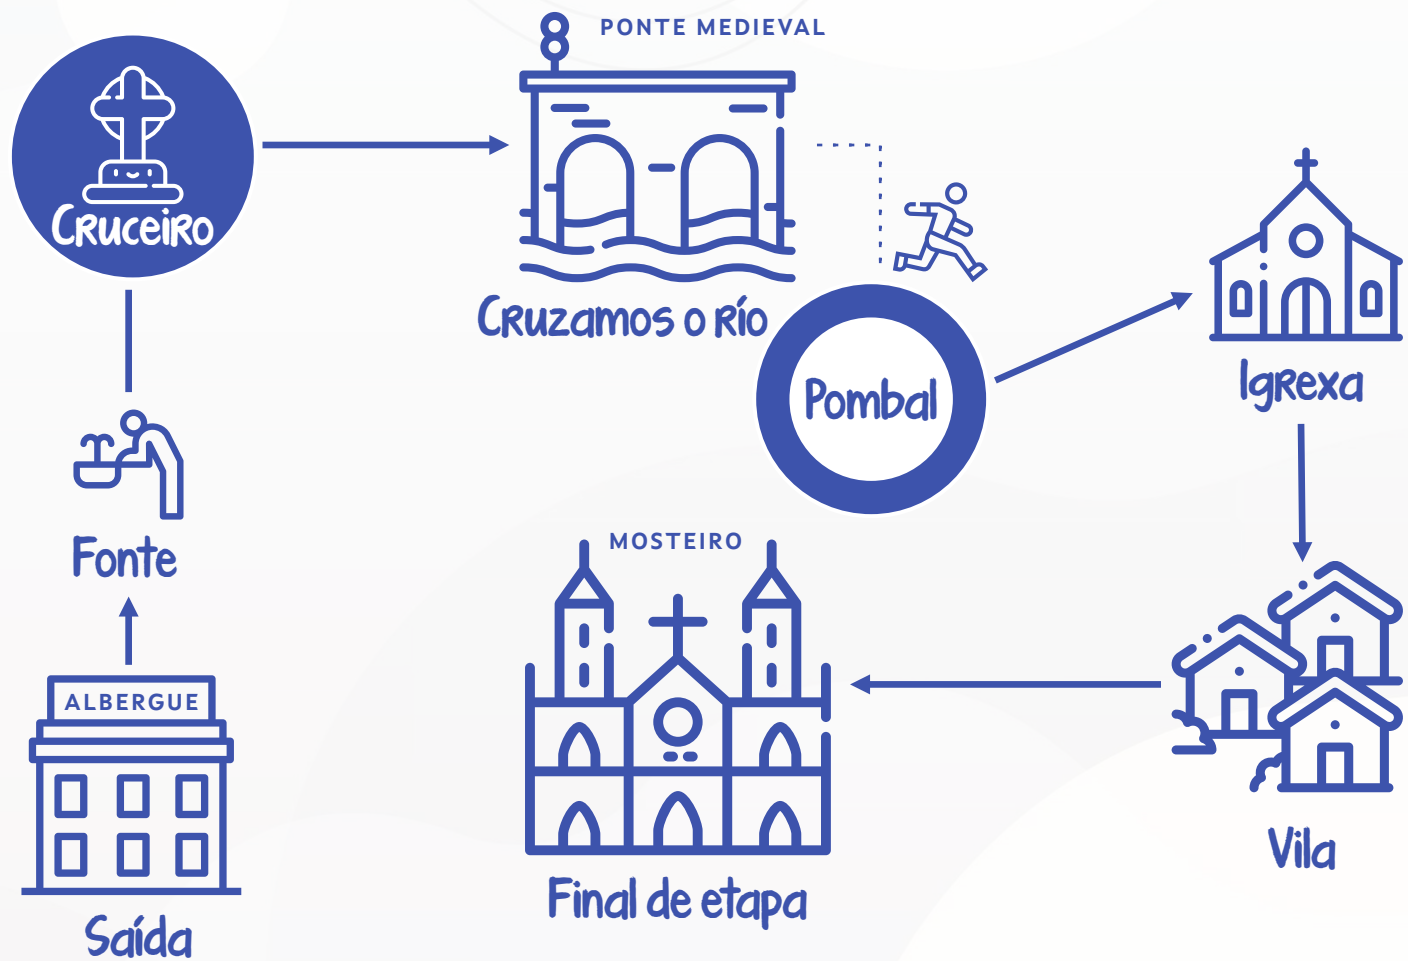 PONTE MEDIEVAL
Cruceiro
Cruzamos o río
Pombal
Igrexa
Fonte
MOSTEIRO
ALBERGUE
Vila
Final de etapa
Saída